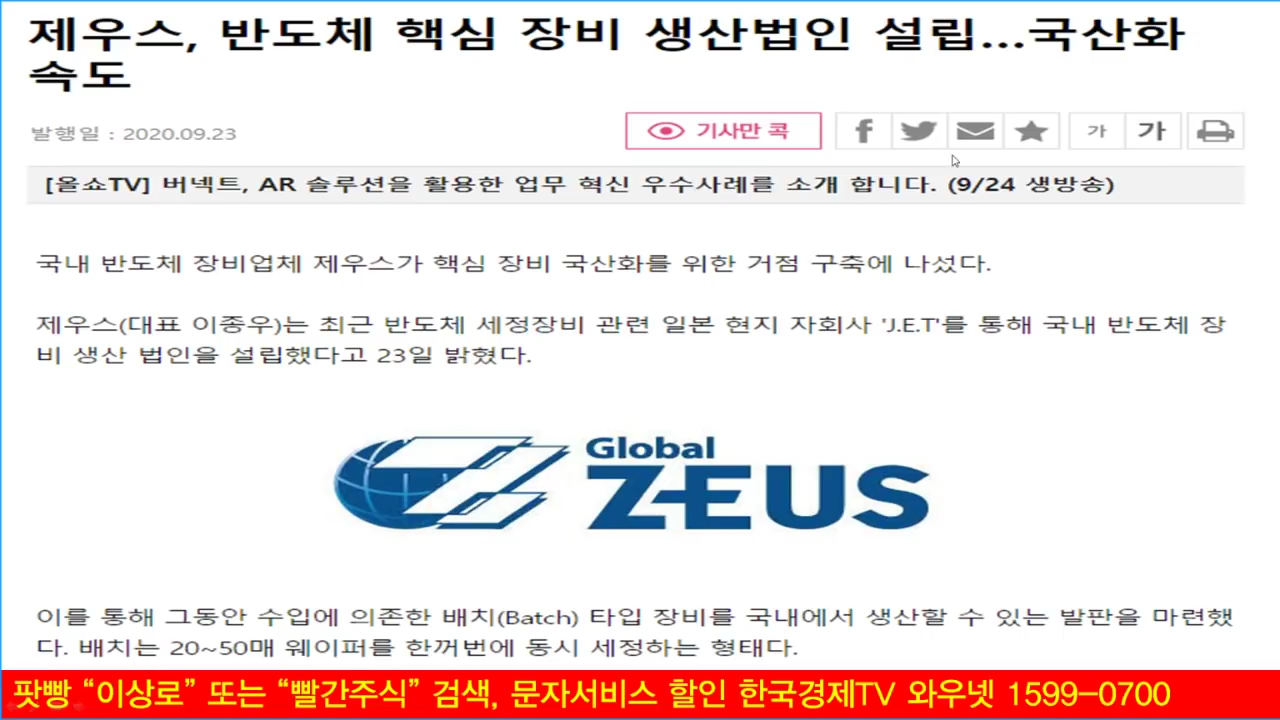 제우스, 반도체 핵심 장비 생산법인 설립...국산화
속도
발행일 : 2020.09.23
기사만 콕
가 가
[올쇼TV] 버넥트, AR 솔루션을 활용한 업무 혁신 우수사례를 소개 합니다. (9/24 생방송)
국내 반도체 장비업체 제우스가 핵심 장비 국산화를 위한 거점 구축에 나섰다.
제우스(대표 이종우)는 최근 반도체 세정장비 관련 일본 현지 자회사 'J.E.T'를 통해 국내 반도체 장
비 생산 법인을 설립했다고 23일 밝혔다.
Global
ZEUS
이를 통해 그동안 수입에 의존한 배치(Batch) 타입 장비를 국내에서 생산할 수 있는 발판을 마련했
다. 배치는 20~50매 웨이퍼를 한꺼번에 동시 세정하는 형태다.
팟빵 “이상로” 또는 “빨간주식” 검색, 문자서비스 할인 한국경제TV 와우넷 1599-0700